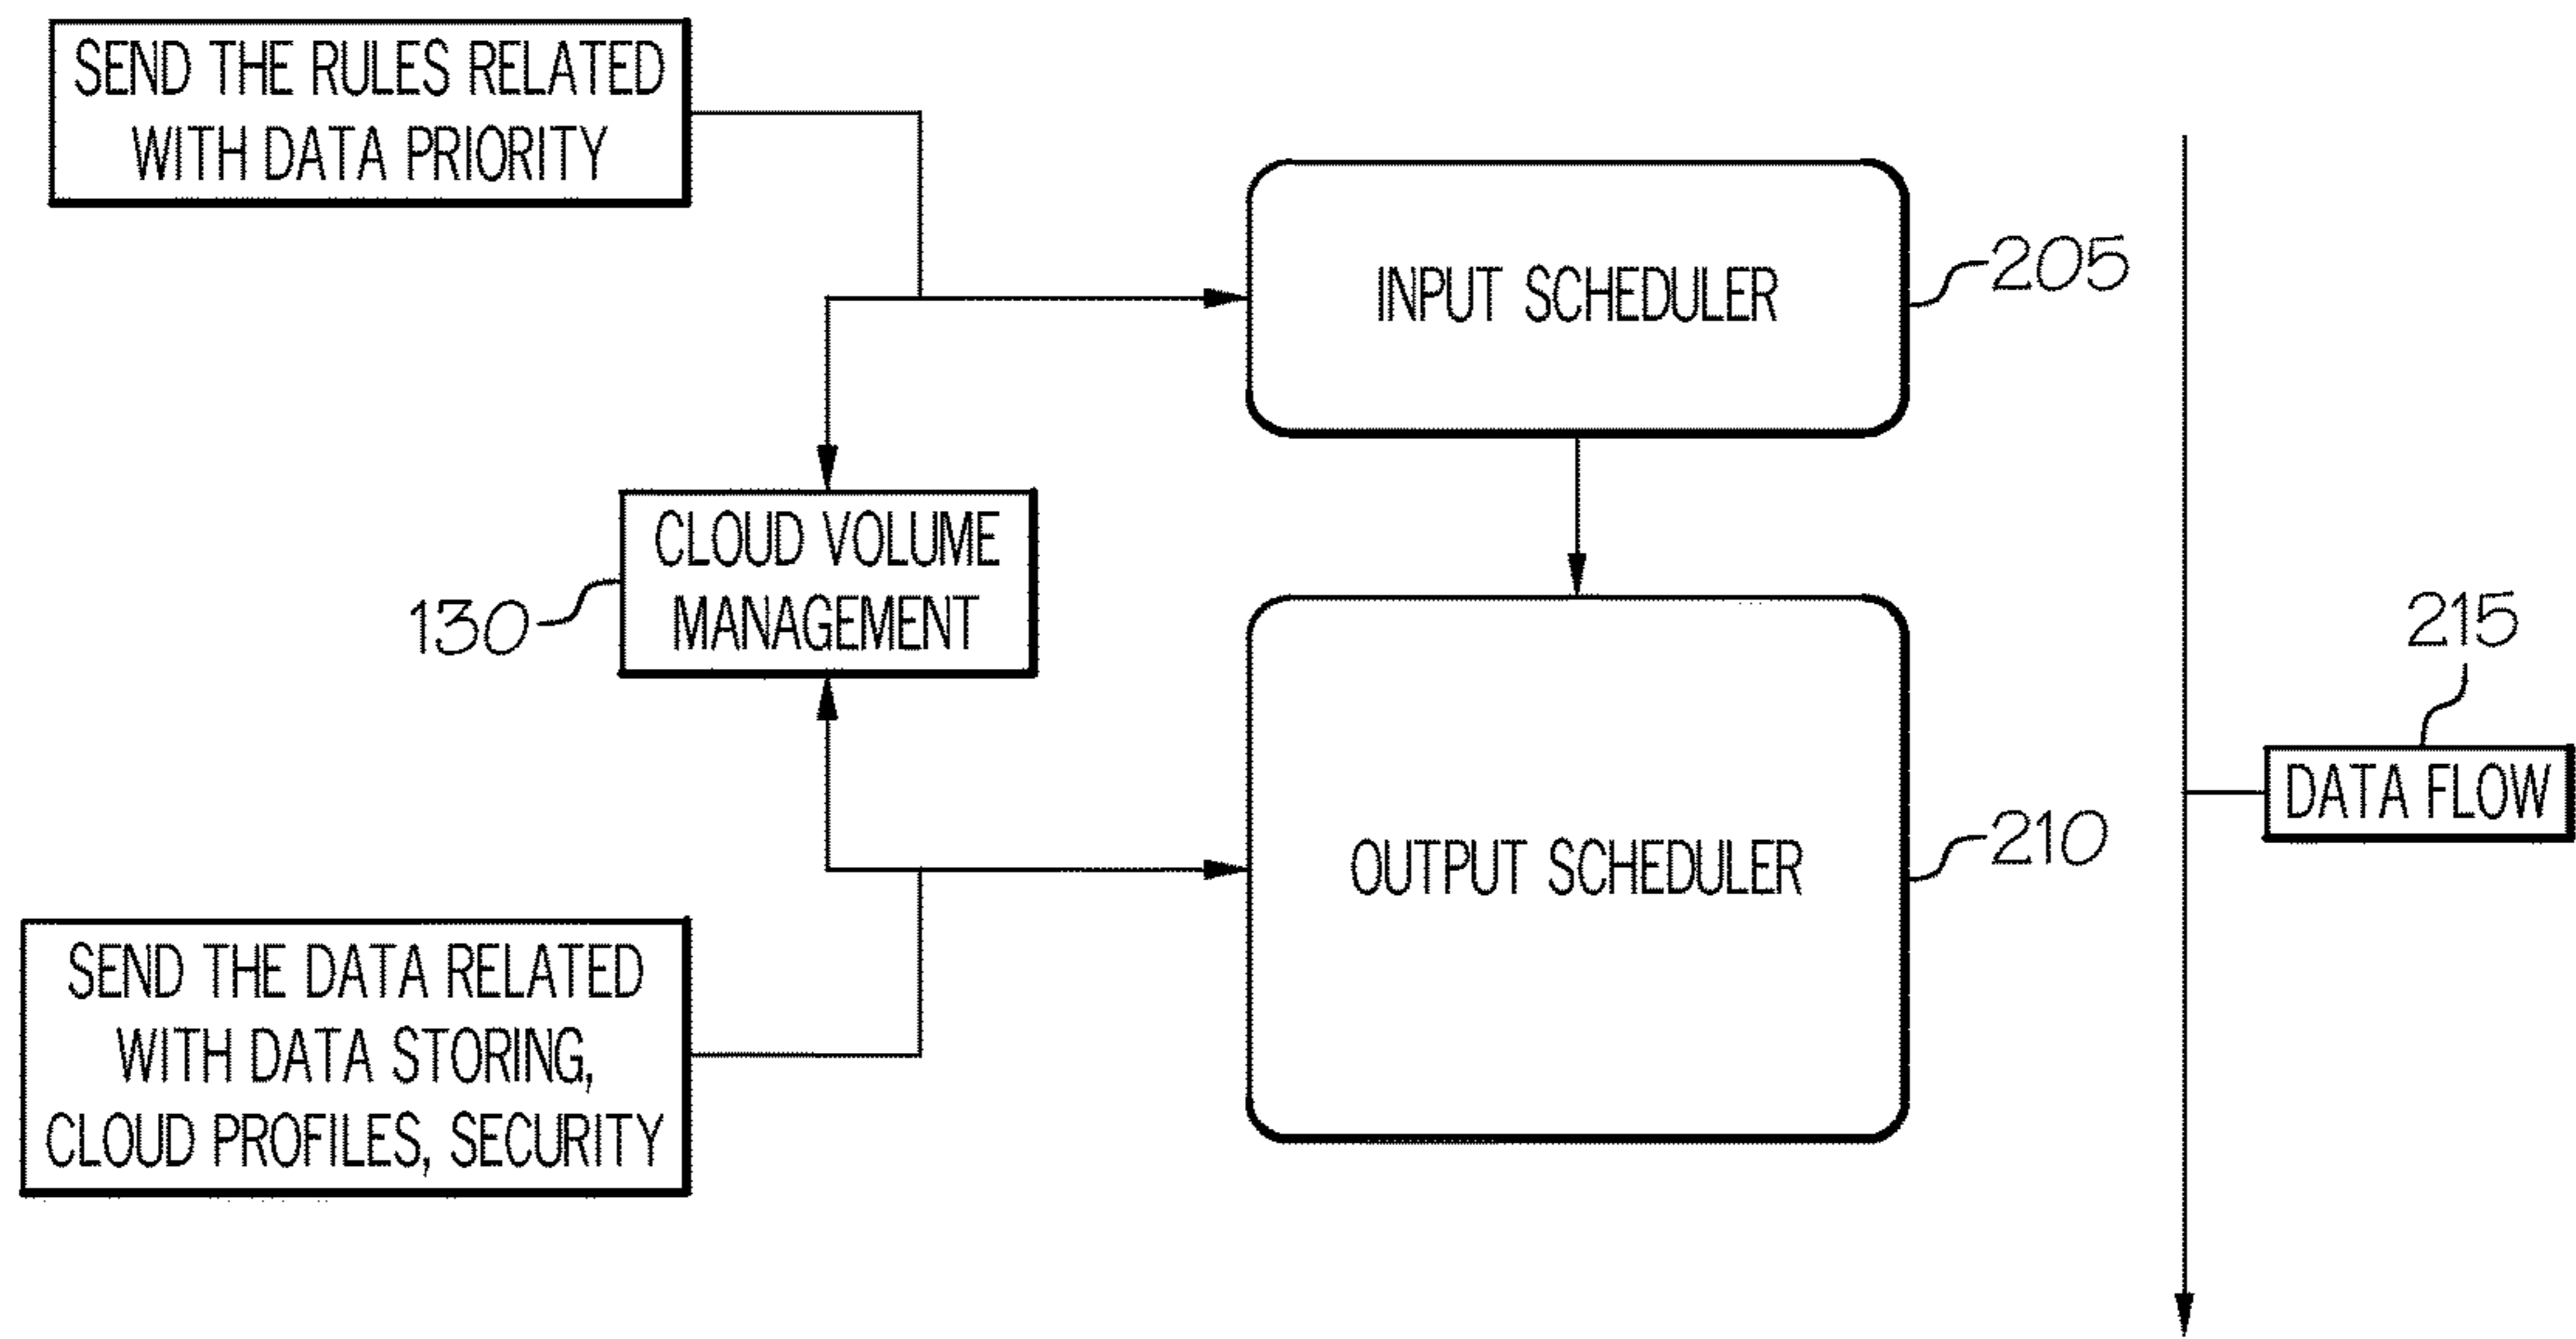 SEND THE RULES RELATED
WITH DATA PRIORITY
INPUT SCHEDULER
205
CLOUD VOLUME
MANAGEMENT
130
215
DATA FLOW
OUTPUT SCHEDULER
210
SEND THE DATA RELATED
WITH DATA STORING,
CLOUD PROFILES, SECURITY